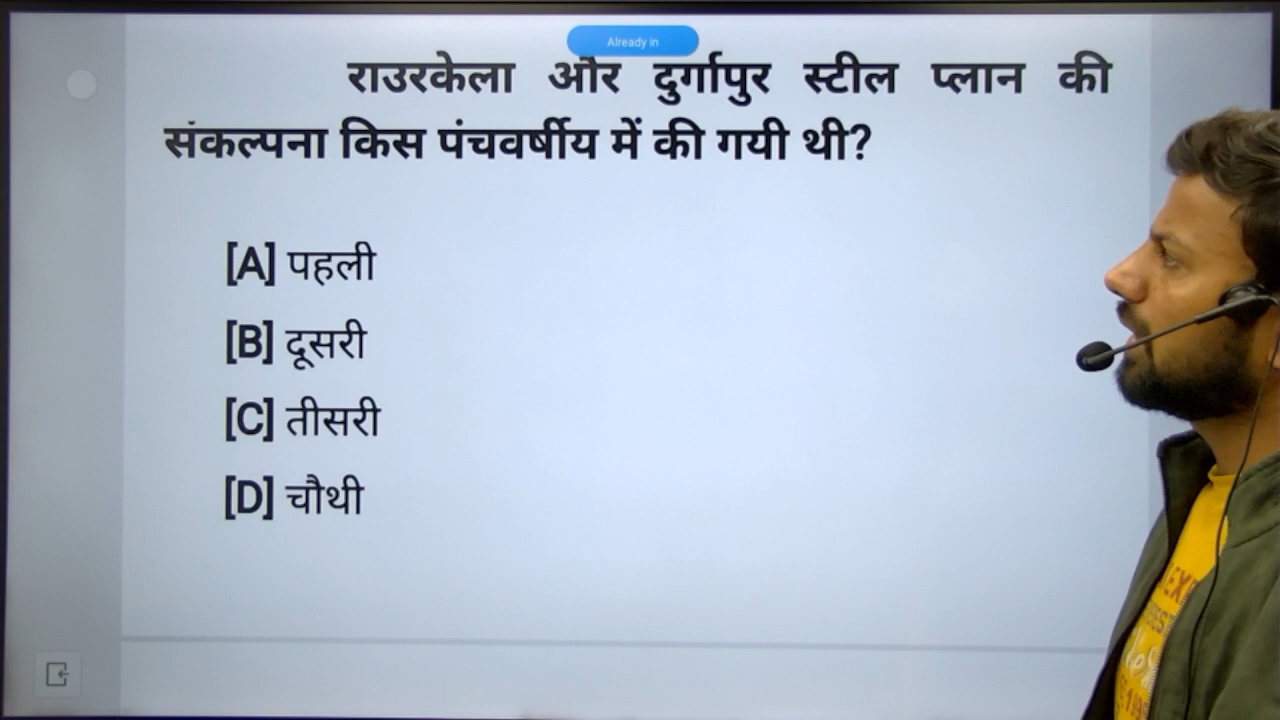 Already in
राउरकेला और दुर्गापुर स्टील प्लान की
संकल्पना किस पंचवर्षीय में की गयी थी?
[A] पहली
[B] दूसरी
[C] तीसरी
[D] चौथी